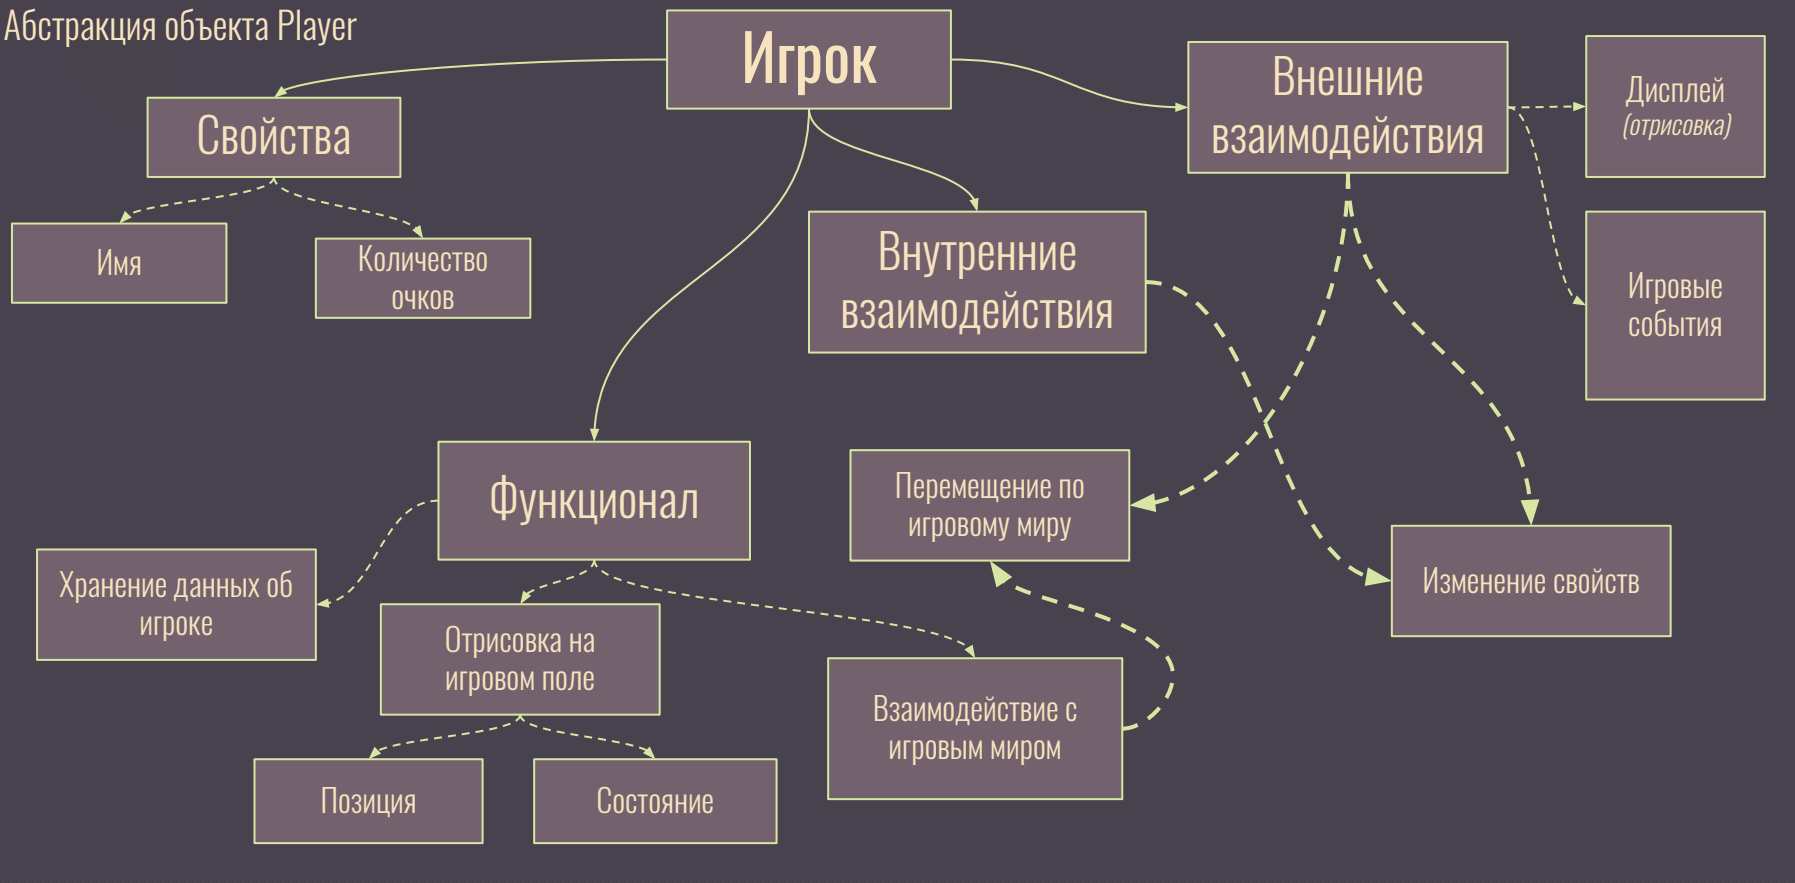 Абстракция объекта Player
Игрок
Внешние
взаимодействия
Дисплей
(отрисовка)
Свойства
Имя
Количество
очков
Внутренние
взаимодействия
Игровые
события
Функционал
Перемещение по
игровому миру
Изменение свойств
Хранение данных об
игроке
Отрисовка на
игровом поле
Взаимодействие с
игровым миром
Позиция
Состояние